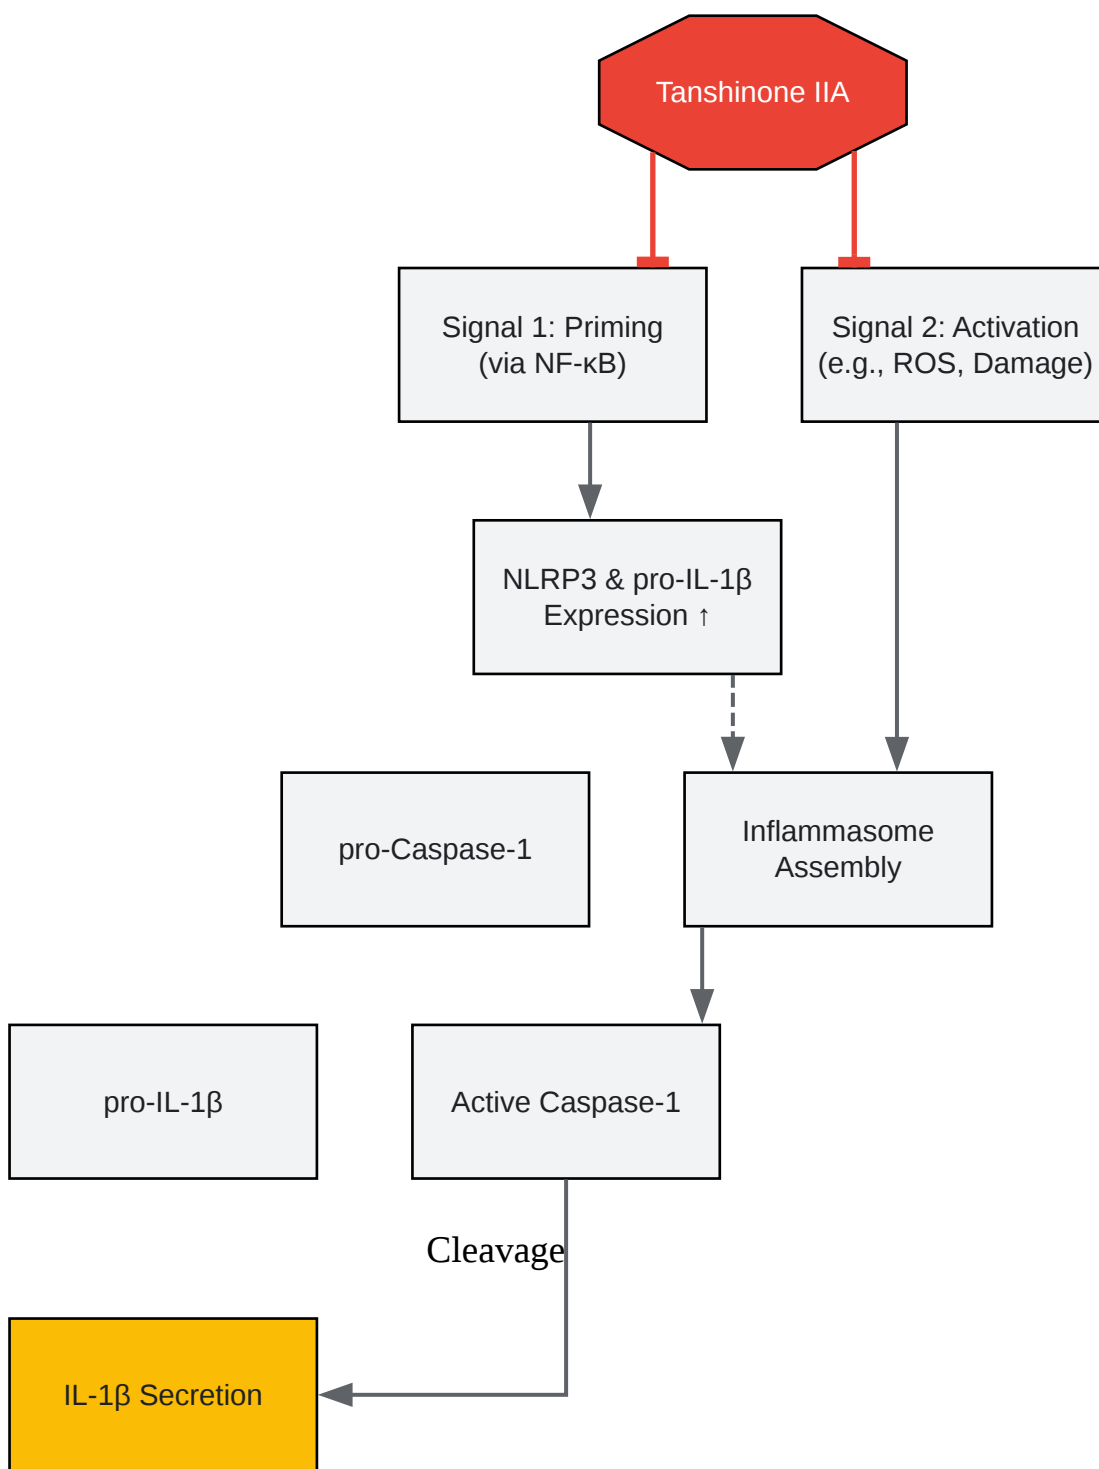 Tanshinone IIA
Signal 1: Priming
(via NF-κB)
Signal 2: Activation
(e.g., ROS, Damage)
NLRP3 & pro-IL-1β
Expression ↑
pro-Caspase-1
Inflammasome
Assembly
pro-IL-1β
Active Caspase-1
Cleavage
IL-1β Secretion